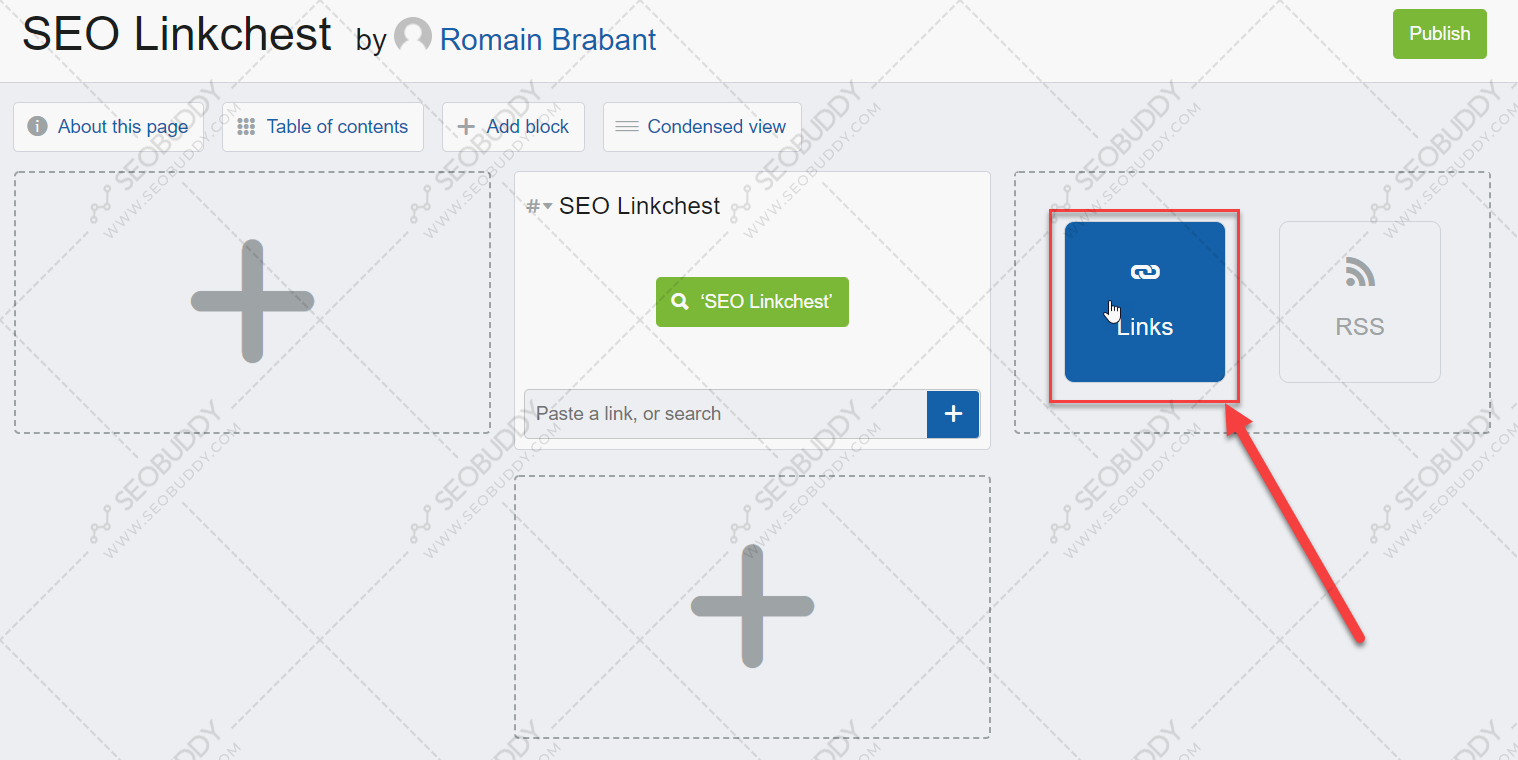 SEO Linkchest by Romain Brabant
Publish
About this page
Table of contents
Add block
Condensed view
# SEO Linkchest
‘SEO Linkchest’
Paste a link, or search
Links
RSS
SEOBUDDY
WWW.SEOBUDDY.COM